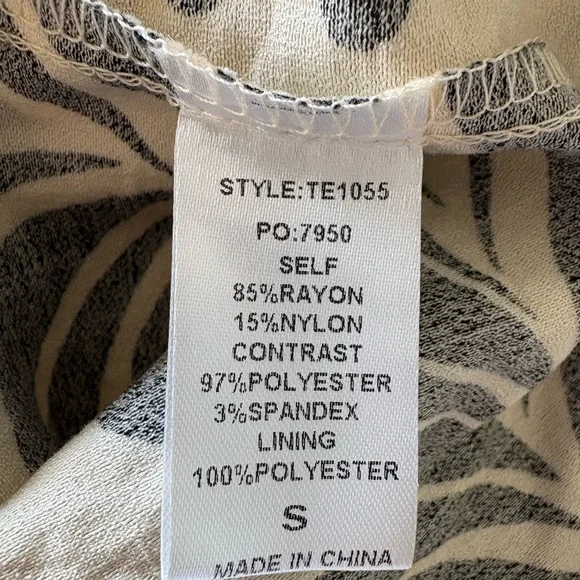 STYLE:TE1055
PO:7950
SELF
85%RAYON
15%NYLON
CONTRAST
97%POLYESTER
3%SPANDEX
LINING
100%POLYESTER
S
MADE IN CHINA